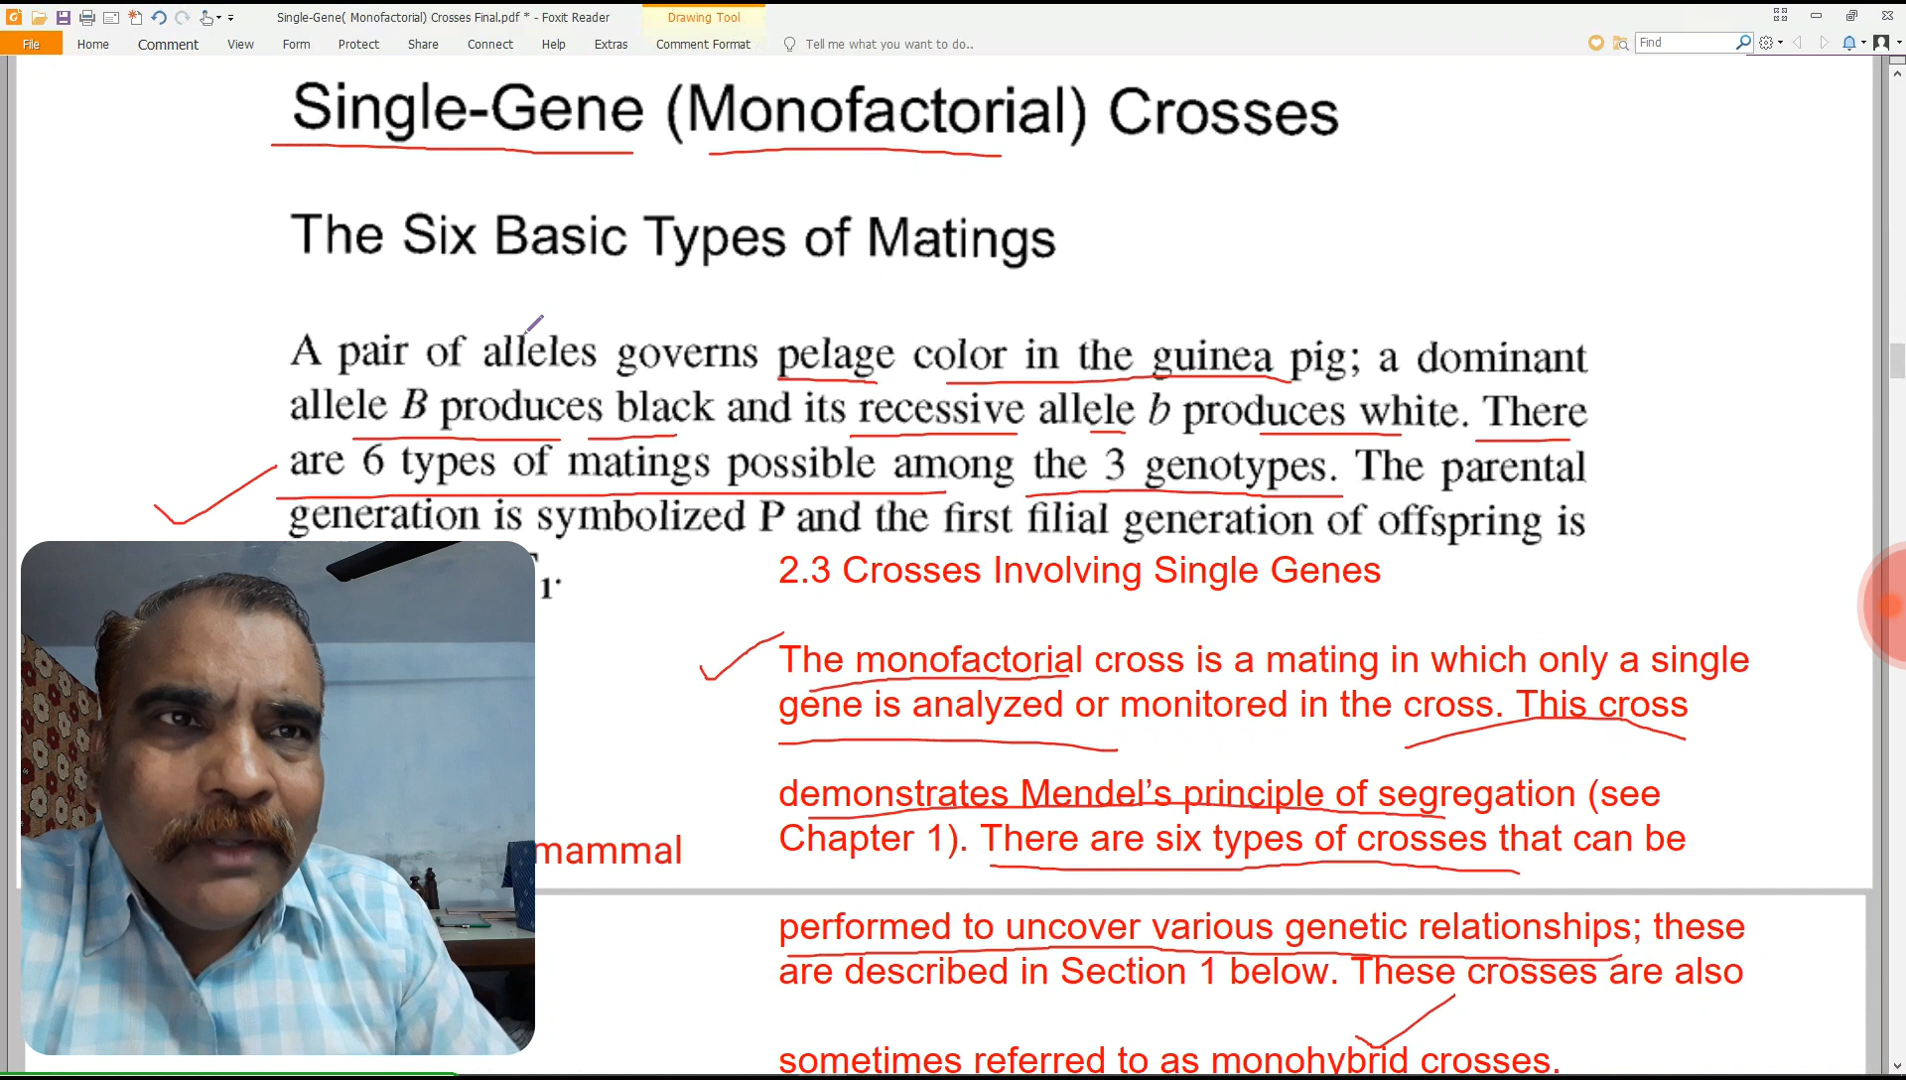 Single-Gene( Monofactorial) Crosses Final.pdf * - Foxit Reader
Drawing Tool
File
Home
Comment
View
Form
Protect
Share
Connect
Help
Extras
Comment Format
Tell me what you want to do..
Find
Single-Gene (Monofactorial) Crosses
The Six Basic Types of Matings
A pair of alleles governs pelage color in the guinea pig; a dominant
allele B produces black and its recessive allele b produces white. There
are 6 types of matings possible among the 3 genotypes. The parental
generation is symbolized P and the first filial generation of offspring is
2.3 Crosses Involving Single Genes
The monofactorial cross is a mating in which only a single
gene is analyzed or monitored in the cross. This cross
demonstrates Mendel’s principle of segregation (see
Chapter 1). There are six types of crosses that can be
mammal
performed to uncover various genetic relationships; these
are described in Section 1 below. These crosses are also
sometimes referred to as monohybrid crosses.